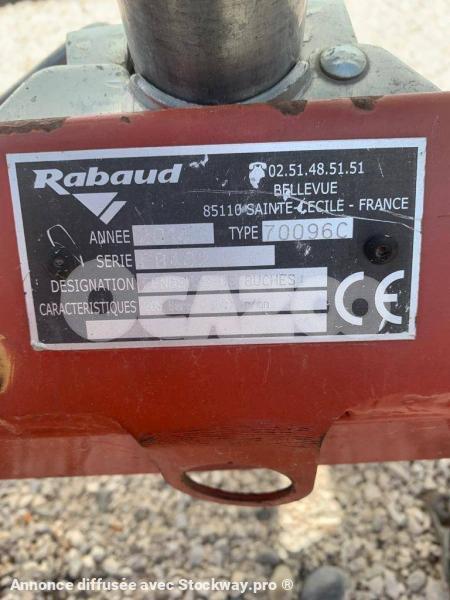 Rabaud
02.51.48.51.51
BELLEVUE
85110 SAINTE CECILE - FRANCE
ANNEE TYPE 70096C
SERIE
DESIGNATION BUCHES
CARACTERISTIQUES
CE
Annonce diffusée avec Stockway.pro ®